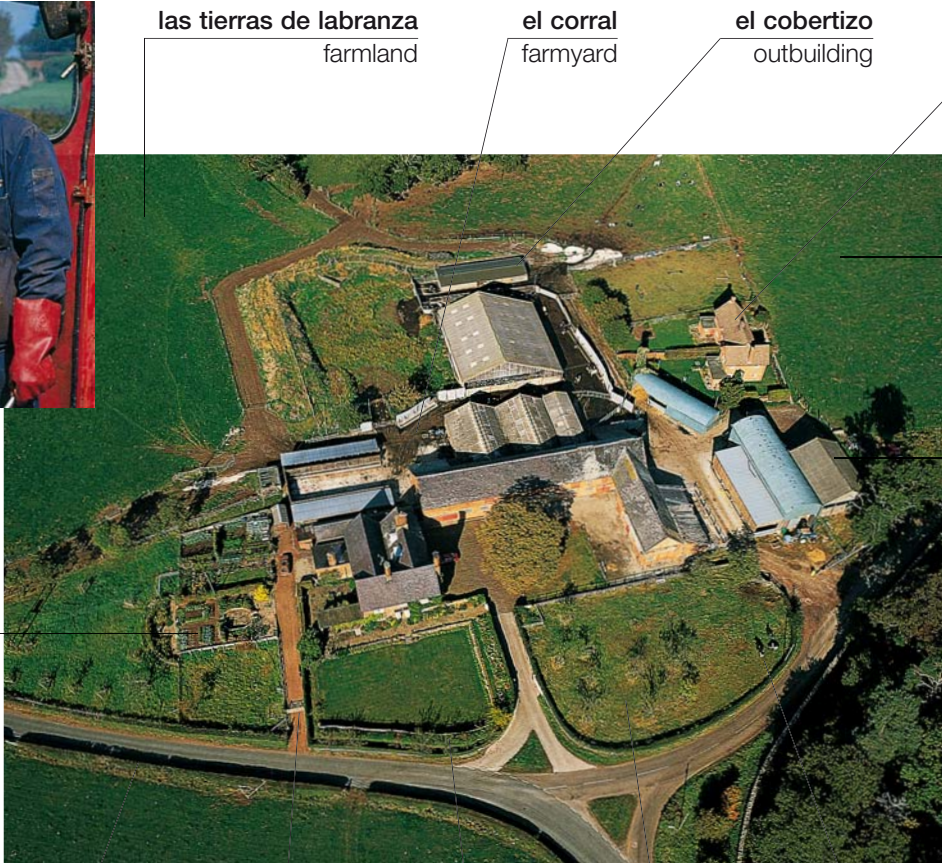 las tierras de labranza
farmland
el corral
farmyard
el cobertizo
outbuilding